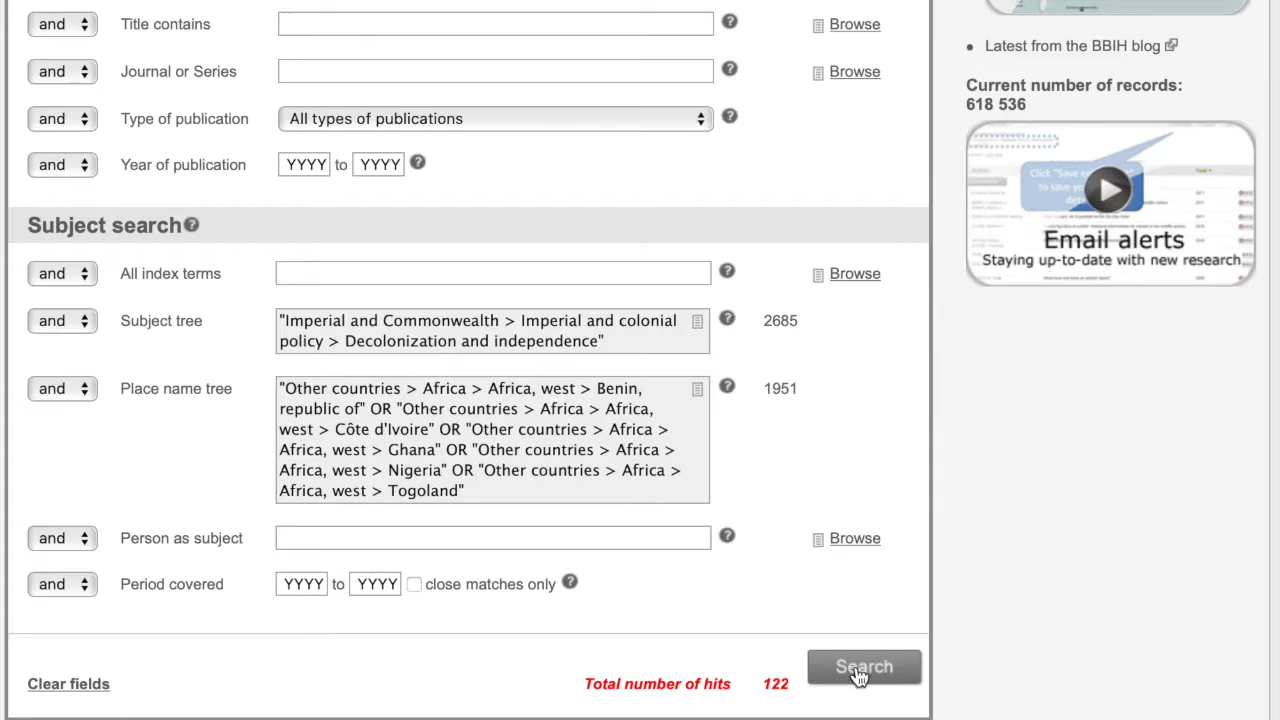 and Title contains Browse
and Journal or Series Browse
and Type of publication All types of publications
and Year of publication YYYY to YYYY
Subject search
and All index terms Browse
and Subject tree "Imperial and Commonwealth > Imperial and colonial 2685
policy > Decolonization and independence"
and Place name tree "Other countries > Africa > Africa, west > Benin, 1951
republic of" OR "Other countries > Africa > Africa,
west > Côte d'Ivoire" OR "Other countries > Africa >
Africa, west > Ghana" OR "Other countries > Africa >
Africa, west > Nigeria" OR "Other countries > Africa >
Africa, west > Togoland"
and Person as subject Browse
and Period covered YYYY to YYYY close matches only
Clear fields Total number of hits 122 Search
Latest from the BBIH blog
Current number of records:
618 536
Click "Save
to save yo
Email alerts
Staying up-to-date with new research